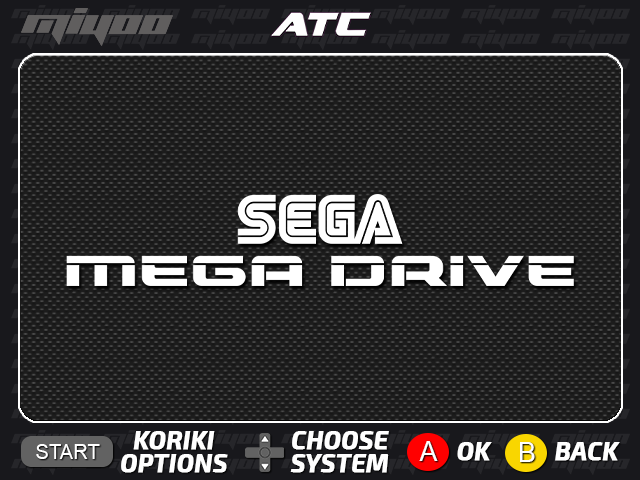 miyoo
ATC
SEGA
MEGA DRIVE
START
KORIKI
OPTIONS
CHOOSE
SYSTEM
A
OK
B
BACK